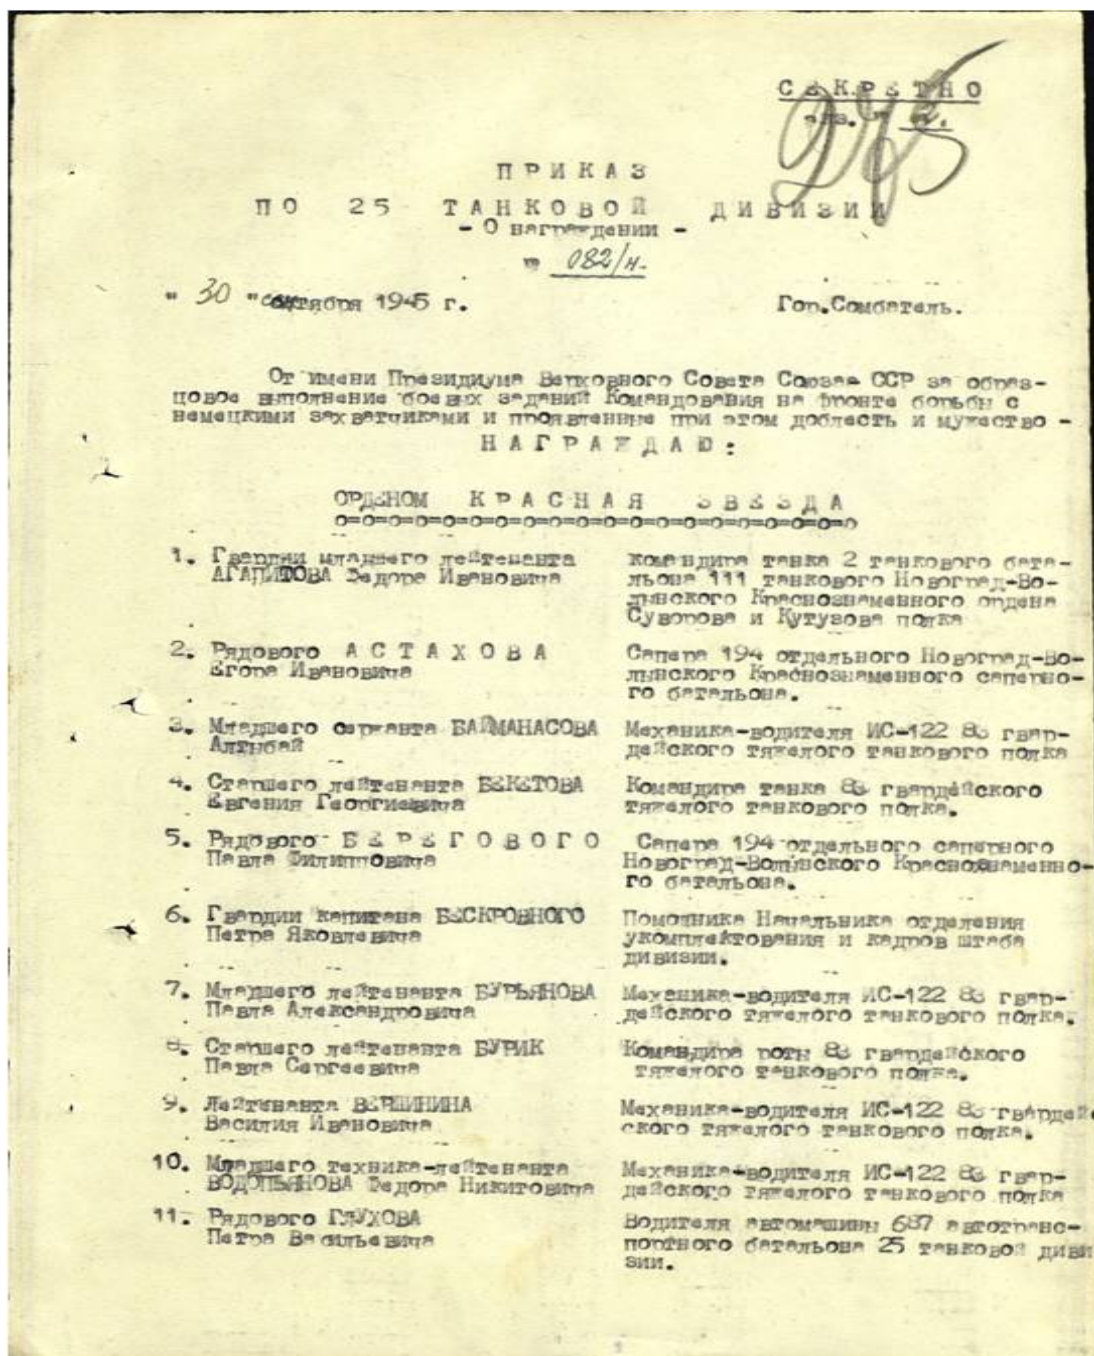 СЕКРЕТНО
экз. № 2.
245
ПРИКАЗ
ПО 25 ТАНКОВОЙ ДИВИЗИИ
- О награждении -
№ 082/н.
"30" октября 1945 г. Гор.Сомбатель.
От имени Президиума Верховного Совета Союза ССР за образ-
цовое выполнение боевых заданий Командования на фронте борьбы с
немецкими захватчиками и проявленные при этом доблесть и мужество -
НАГРАЖДАЮ:
ОРДЕНОМ КРАСНАЯ ЗВЕЗДА
o=o=o=o=o=o=o=o=o=o=o=o=o=o=o=o=o=o=o=o
1. Гвардии младшего лейтенанта командира танка 2 танкового бата-
АГАПИТОВА Федора Ивановича льона 111 танкового Новоград-Во-
лынского Краснознаменного ордена
Суворова и Кутузова полка
2. Рядового АСТАХОВА Сапера 194 отдельного Новоград-Во-
Егора Ивановича лынского Краснознаменного саперно-
го батальона.
3. Младшего сержанта БАЙМАНАСОВА Механика-водителя ИС-122 83 гвар-
Алтыбай дейского тяжелого танкового полка
4. Старшего лейтенанта БЕКЕТОВА Командира танка 83 гвардейского
Евгения Георгиевича тяжелого танкового полка.
5. Рядового БЕРЕГОВОГО Сапера 194 отдельного саперного
Павла Филипповича Новоград-Волынского Краснознаменно-
го батальона.
6. Гвардии капитана БЕСКРОВНОГО Помощника Начальника отделения
Петра Яковлевича укомплектования и кадров штаба
дивизии.
7. Младшего лейтенанта БУРЬЯНОВА Механика-водителя ИС-122 83 гвар-
Павла Александровича дейского тяжелого танкового полка.
8. Старшего лейтенанта БУРИК Командира роты 83 гвардейского
Павла Сергеевича тяжелого танкового полка.
9. Лейтенанта ВЕРШИНИНА Механика-водителя ИС-122 83 гвардей
Василия Ивановича ского тяжелого танкового полка.
10. Младшего техника-лейтенанта Механика-водителя ИС-122 83 гвар-
ВОДОПЬЯНОВА Федора Никитовича дейского тяжелого танкового полка
11. Рядового ГЛУХОВА Водителя автомашины 687 автотранс-
Петра Васильевича портного батальона 25 танковой диви
зии.